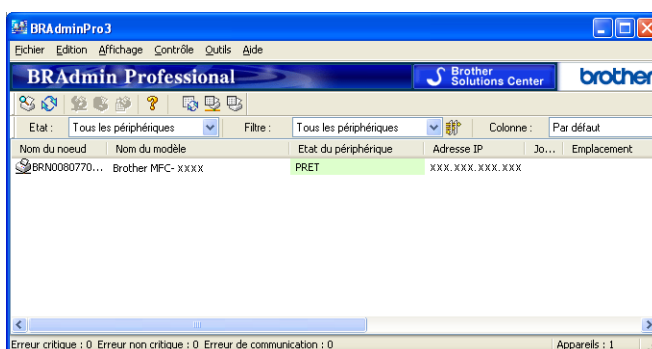 BRAdminPro3
Fichier Edition Affichage Contrôle Outils Aide
BRAdmin Professional Brother Solutions Center brother
Etat : Tous les périphériques Filtre : Tous les périphériques Colonne : Par défaut
Nom du noeud Nom du modèle Etat du périphérique Adresse IP Jo... Emplacement
BRN0080770... Brother MFC- XXXX PRET XXX.XXX.XXX.XXX
Erreur critique : 0 Erreur non critique : 0 Erreur de communication : 0 Appareils : 1